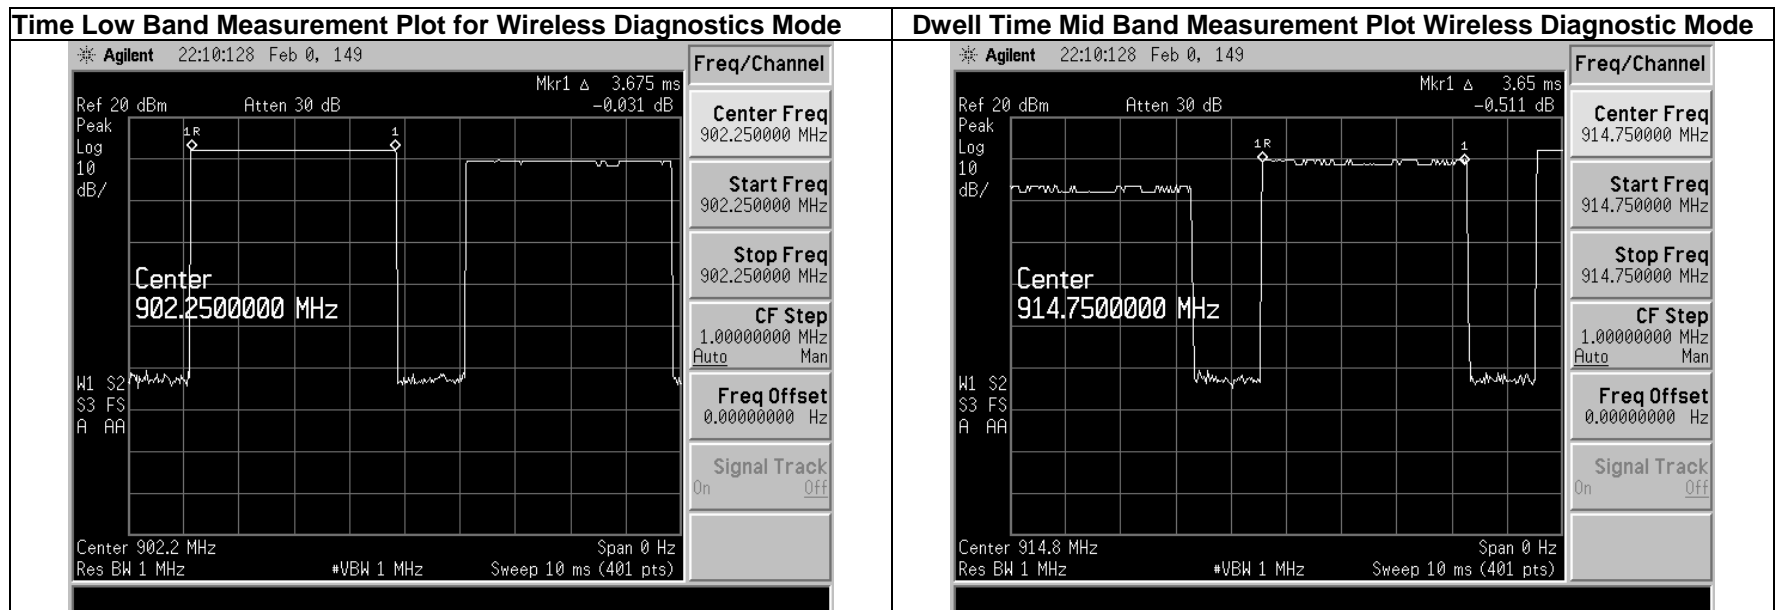 Time Low Band Measurement Plot for Wireless Diagnostics Mode
Agilent 22:10:128 Feb 0, 149
Mkr1 Δ 3.675 ms
Ref 20 dBm Atten 30 dB -0.031 dB
Peak
Log
10
dB/
1R
1
Center
902.2500000 MHz
W1 S2
S3 FS
A AA
Center 902.2 MHz Span 0 Hz
Res BW 1 MHz #VBW 1 MHz Sweep 10 ms (401 pts)
Freq/Channel
Center Freq
902.250000 MHz
Start Freq
902.250000 MHz
Stop Freq
902.250000 MHz
CF Step
1.00000000 MHz
Auto Man
Freq Offset
0.00000000 Hz
Signal Track
On Off
Dwell Time Mid Band Measurement Plot Wireless Diagnostic Mode
Agilent 22:10:128 Feb 0, 149
Mkr1 Δ 3.65 ms
Ref 20 dBm Atten 30 dB -0.511 dB
Peak
Log
10
dB/
1R
1
Center
914.7500000 MHz
W1 S2
S3 FS
A AA
Center 914.8 MHz Span 0 Hz
Res BW 1 MHz #VBW 1 MHz Sweep 10 ms (401 pts)
Freq/Channel
Center Freq
914.750000 MHz
Start Freq
914.750000 MHz
Stop Freq
914.750000 MHz
CF Step
1.00000000 MHz
Auto Man
Freq Offset
0.00000000 Hz
Signal Track
On Off